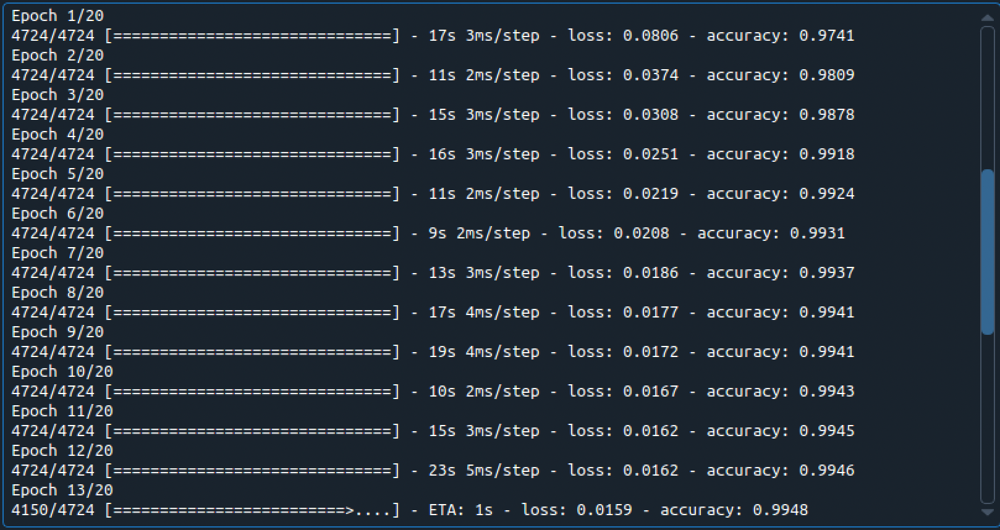 Epoch 1/20
4724/4724 [==============================] - 17s 3ms/step - loss: 0.0806 - accuracy: 0.9741
Epoch 2/20
4724/4724 [==============================] - 11s 2ms/step - loss: 0.0374 - accuracy: 0.9809
Epoch 3/20
4724/4724 [==============================] - 15s 3ms/step - loss: 0.0308 - accuracy: 0.9878
Epoch 4/20
4724/4724 [==============================] - 16s 3ms/step - loss: 0.0251 - accuracy: 0.9918
Epoch 5/20
4724/4724 [==============================] - 11s 2ms/step - loss: 0.0219 - accuracy: 0.9924
Epoch 6/20
4724/4724 [==============================] - 9s 2ms/step - loss: 0.0208 - accuracy: 0.9931
Epoch 7/20
4724/4724 [==============================] - 13s 3ms/step - loss: 0.0186 - accuracy: 0.9937
Epoch 8/20
4724/4724 [==============================] - 17s 4ms/step - loss: 0.0177 - accuracy: 0.9941
Epoch 9/20
4724/4724 [==============================] - 19s 4ms/step - loss: 0.0172 - accuracy: 0.9941
Epoch 10/20
4724/4724 [==============================] - 10s 2ms/step - loss: 0.0167 - accuracy: 0.9943
Epoch 11/20
4724/4724 [==============================] - 15s 3ms/step - loss: 0.0162 - accuracy: 0.9945
Epoch 12/20
4724/4724 [==============================] - 23s 5ms/step - loss: 0.0162 - accuracy: 0.9946
Epoch 13/20
4150/4724 [=========================>....] - ETA: 1s - loss: 0.0159 - accuracy: 0.9948